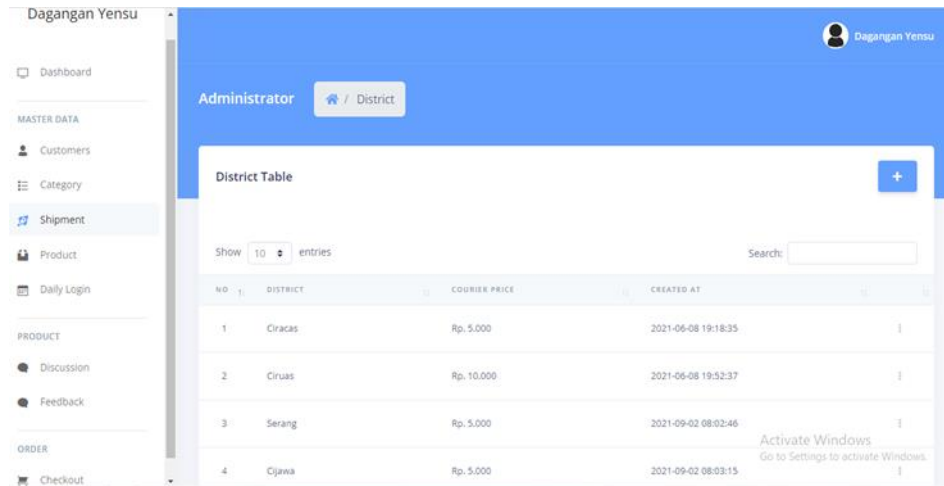 Dagangan Yensu
Dagangan Yensu
Dashboard
Administrator
/ District
MASTER DATA
Customers
Category
Shipment
Product
Daily Login
PRODUCT
Discussion
Feedback
ORDER
Checkout
District Table
+
Show 10 entries
Search:
NO DISTRICT COURIER PRICE CREATED AT
1 Ciracas Rp. 5.000 2021-06-08 19:18:35
2 Ciruas Rp. 10.000 2021-06-08 19:52:37
3 Serang Rp. 5.000 2021-09-02 08:02:46
4 Cijawa Rp. 5.000 2021-09-02 08:03:15
Activate Windows
Go to Settings to activate Windows.